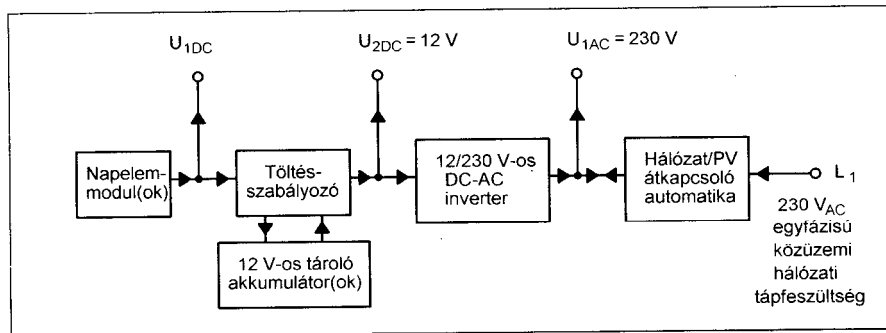 U1DC
U2DC = 12 V
U1AC = 230 V
Napelem-
modul(ok)
Töltés-
szabályozó
12/230 V-os
DC-AC
inverter
Hálózat/PV
átkapcsoló
automatika
L1
12 V-os tároló
akkumulátor(ok)
230 VAC
egyfázisú
közüzemi
hálózati
tápfeszültség